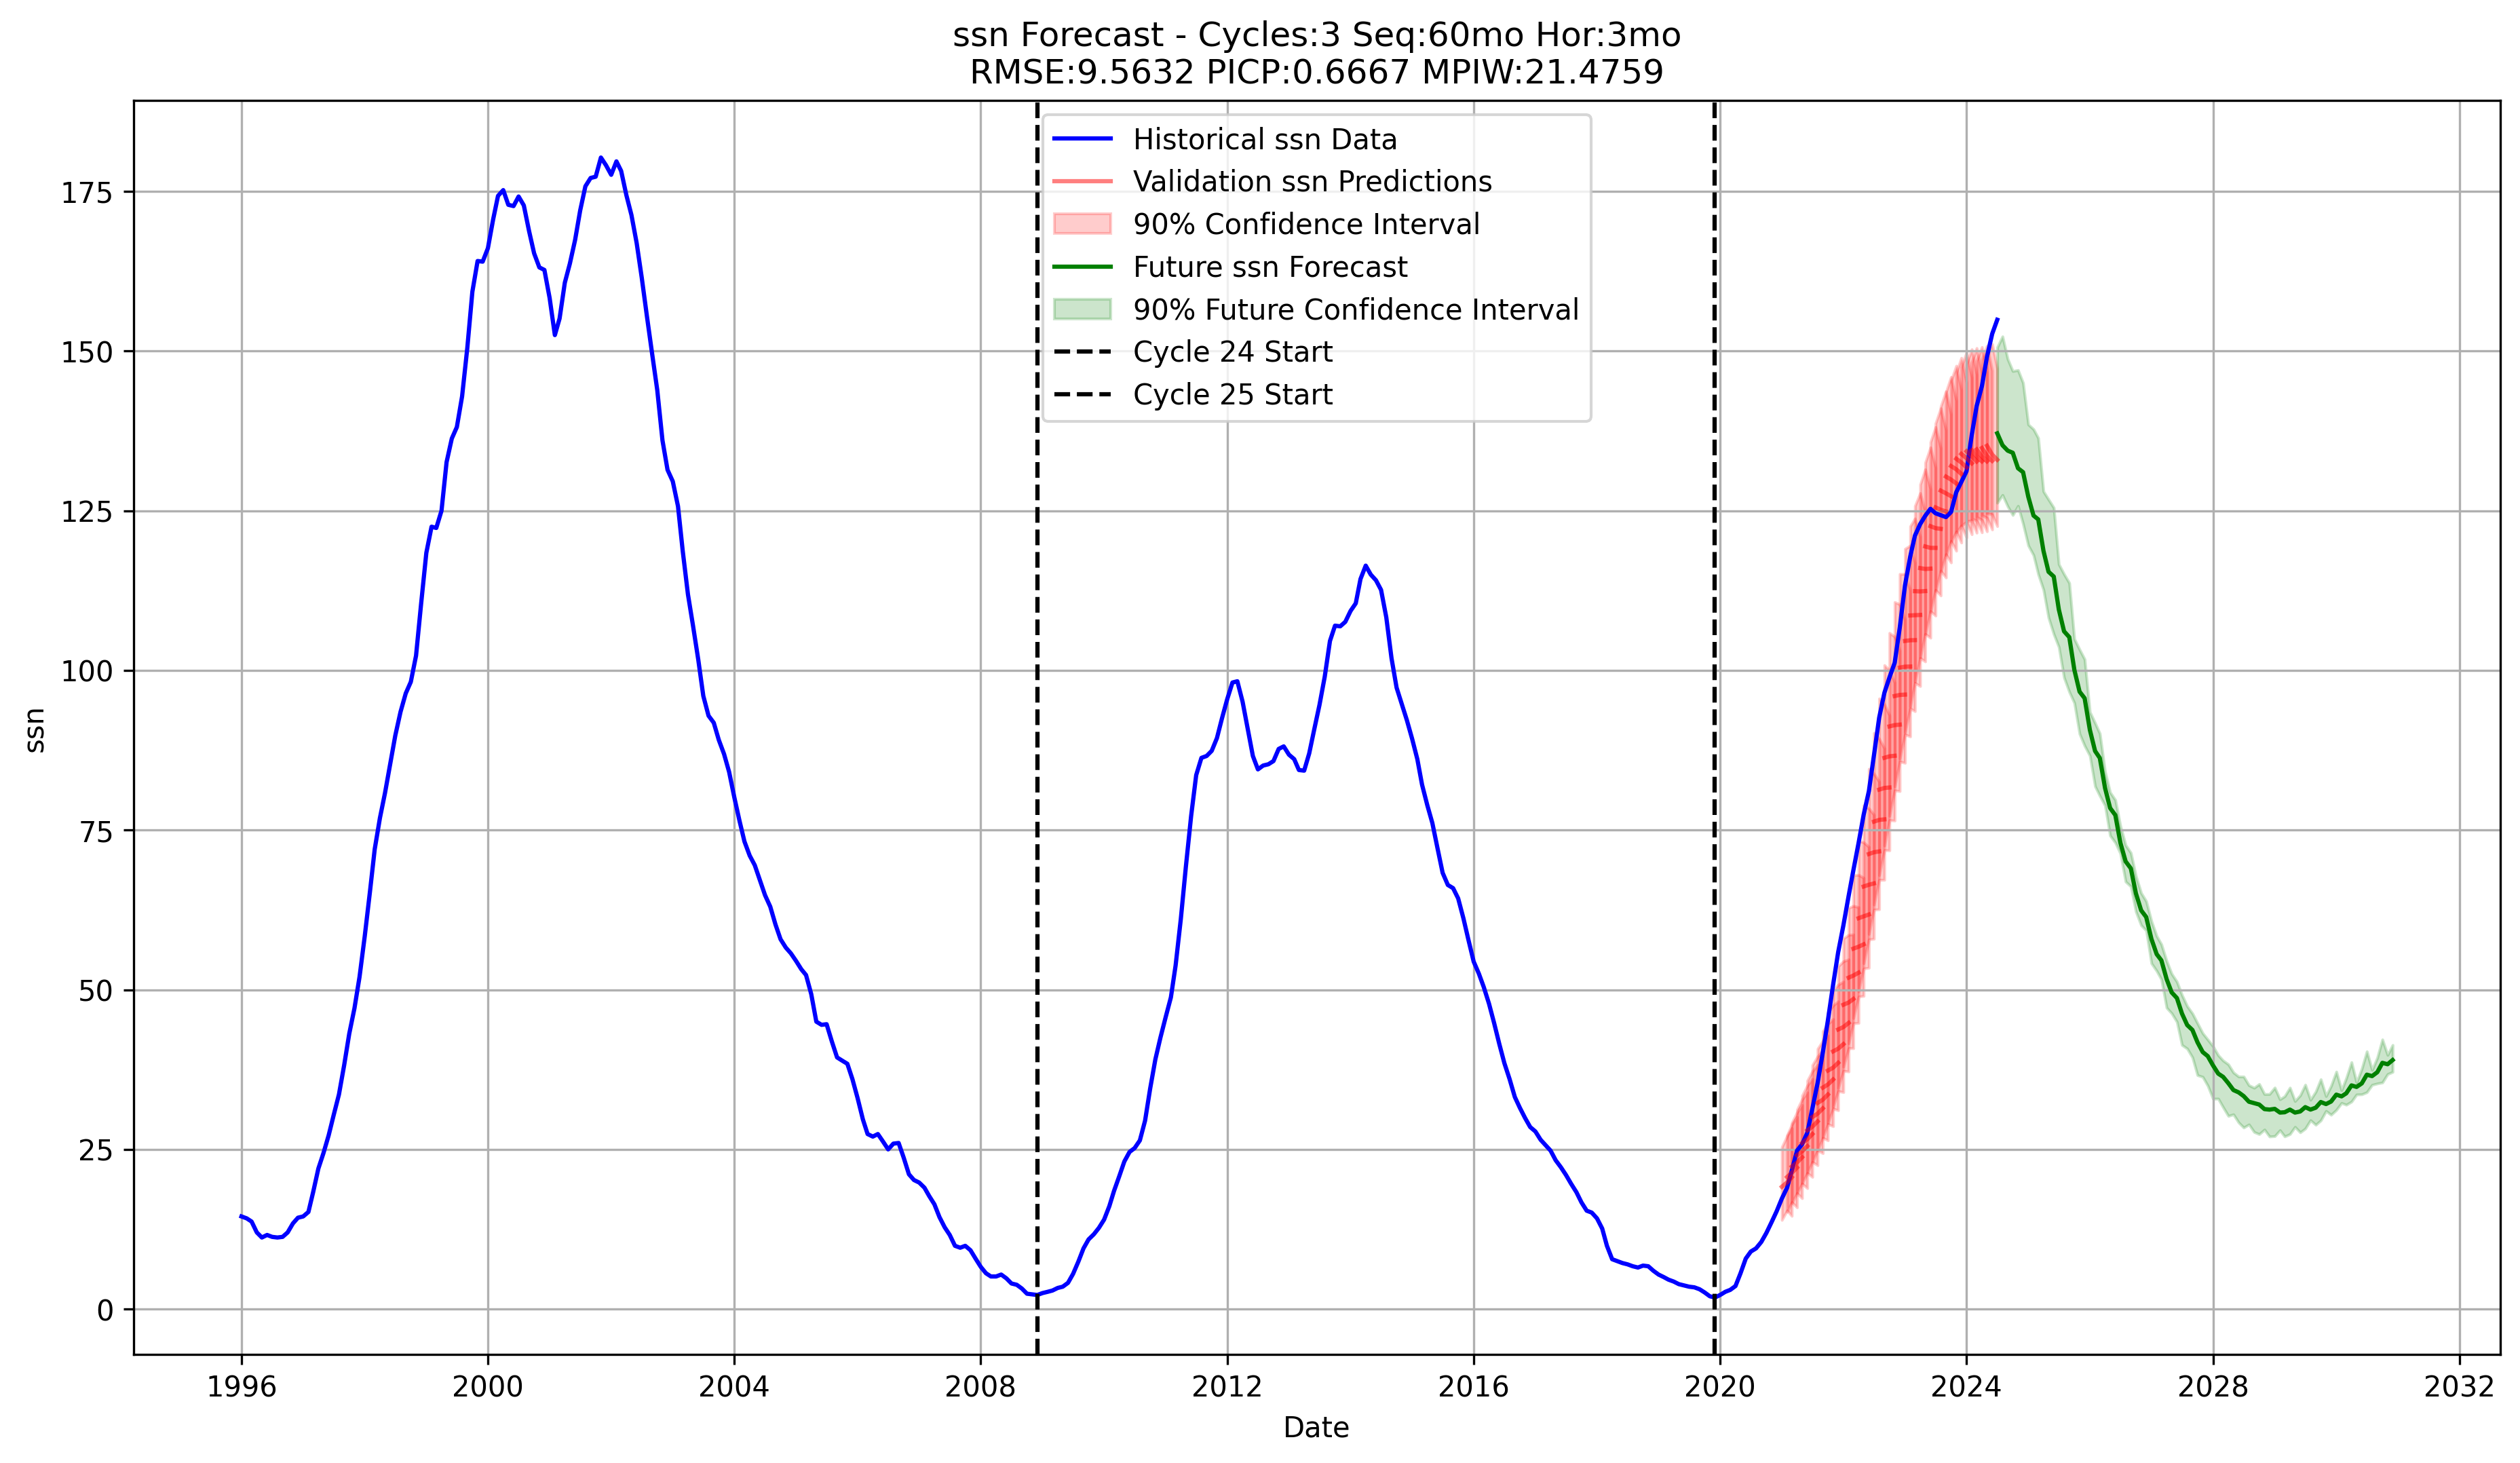 ssn Forecast - Cycles:3 Seq:60mo Hor:3mo
RMSE:9.5632 PICP:0.6667 MPIW:21.4759
Historical ssn Data
Validation ssn Predictions
90% Confidence Interval
Future ssn Forecast
90% Future Confidence Interval
Cycle 24 Start
Cycle 25 Start
175
150
125
100
75
50
25
0
ssn
1996 2000 2004 2008 2012 2016 2020 2024 2028 2032
Date